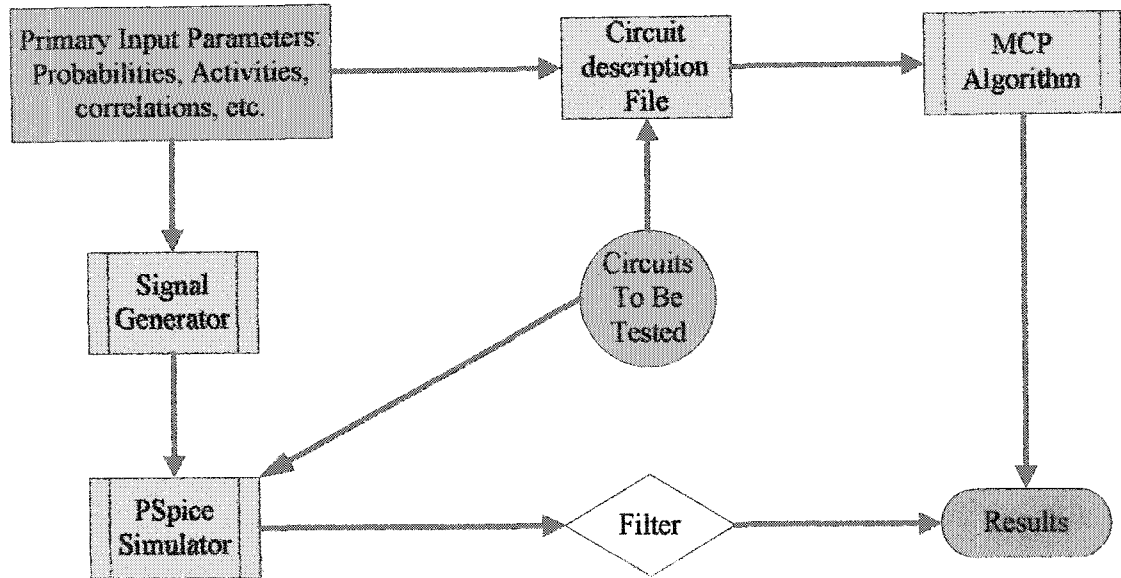 Primary Input Parameters:
Probabilities, Activities,
correlations, etc.
Circuit
description
File
MCP
Algorithm
Signal
Generator
Circuits
To Be
Tested
PSpice
Simulator
Filter
Results